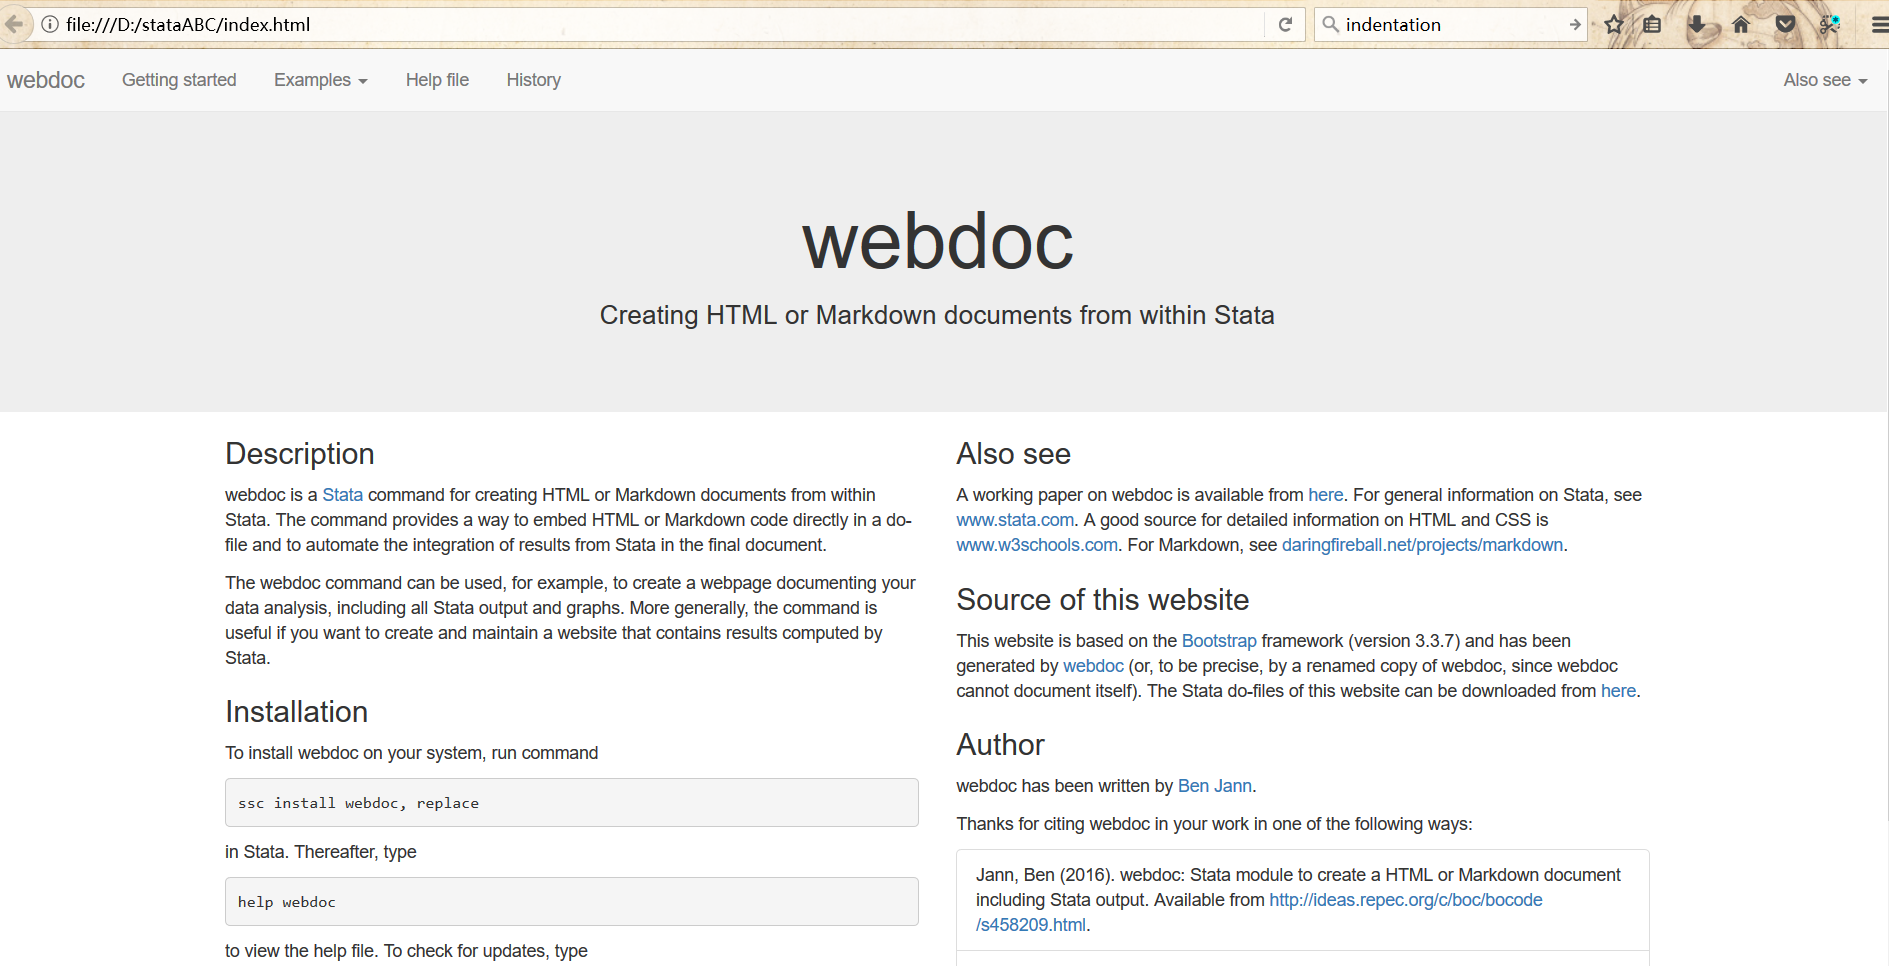 file:///D:/stataABC/index.html
indentation
webdoc
Getting started
Examples
Help file
History
Also see
webdoc
Creating HTML or Markdown documents from within Stata
Description
webdoc is a Stata command for creating HTML or Markdown documents from within
Stata. The command provides a way to embed HTML or Markdown code directly in a do-
file and to automate the integration of results from Stata in the final document.
The webdoc command can be used, for example, to create a webpage documenting your
data analysis, including all Stata output and graphs. More generally, the command is
useful if you want to create and maintain a website that contains results computed by
Stata.
Installation
To install webdoc on your system, run command
ssc install webdoc, replace
in Stata. Thereafter, type
help webdoc
to view the help file. To check for updates, type
Also see
A working paper on webdoc is available from here. For general information on Stata, see
www.stata.com. A good source for detailed information on HTML and CSS is
www.w3schools.com. For Markdown, see daringfireball.net/projects/markdown.
Source of this website
This website is based on the Bootstrap framework (version 3.3.7) and has been
generated by webdoc (or, to be precise, by a renamed copy of webdoc, since webdoc
cannot document itself). The Stata do-files of this website can be downloaded from here.
Author
webdoc has been written by Ben Jann.
Thanks for citing webdoc in your work in one of the following ways:
Jann, Ben (2016). webdoc: Stata module to create a HTML or Markdown document
including Stata output. Available from http://ideas.repec.org/c/boc/bocode
/s458209.html.